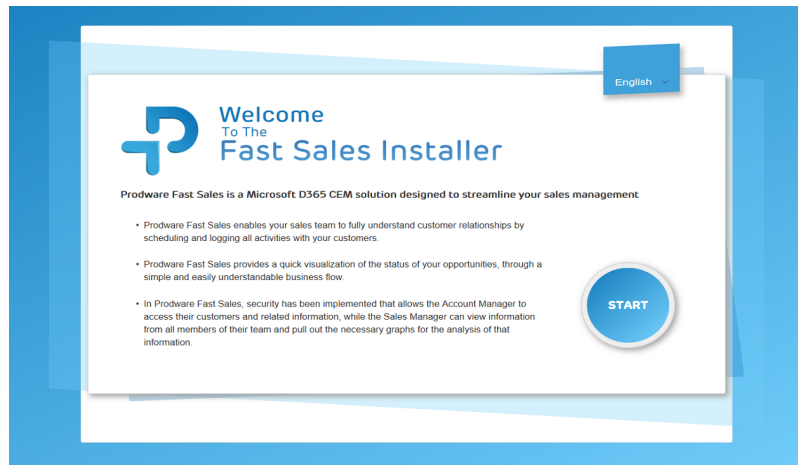 English
Welcome
To The
Fast Sales Installer
Prodware Fast Sales is a Microsoft D365 CEM solution designed to streamline your sales management
• Prodware Fast Sales enables your sales team to fully understand customer relationships by
scheduling and logging all activities with your customers.
• Prodware Fast Sales provides a quick visualization of the status of your opportunities, through a
simple and easily understandable business flow.
• In Prodware Fast Sales, security has been implemented that allows the Account Manager to
access their customers and related information, while the Sales Manager can view information
from all members of their team and pull out the necessary graphs for the analysis of that
information.
START